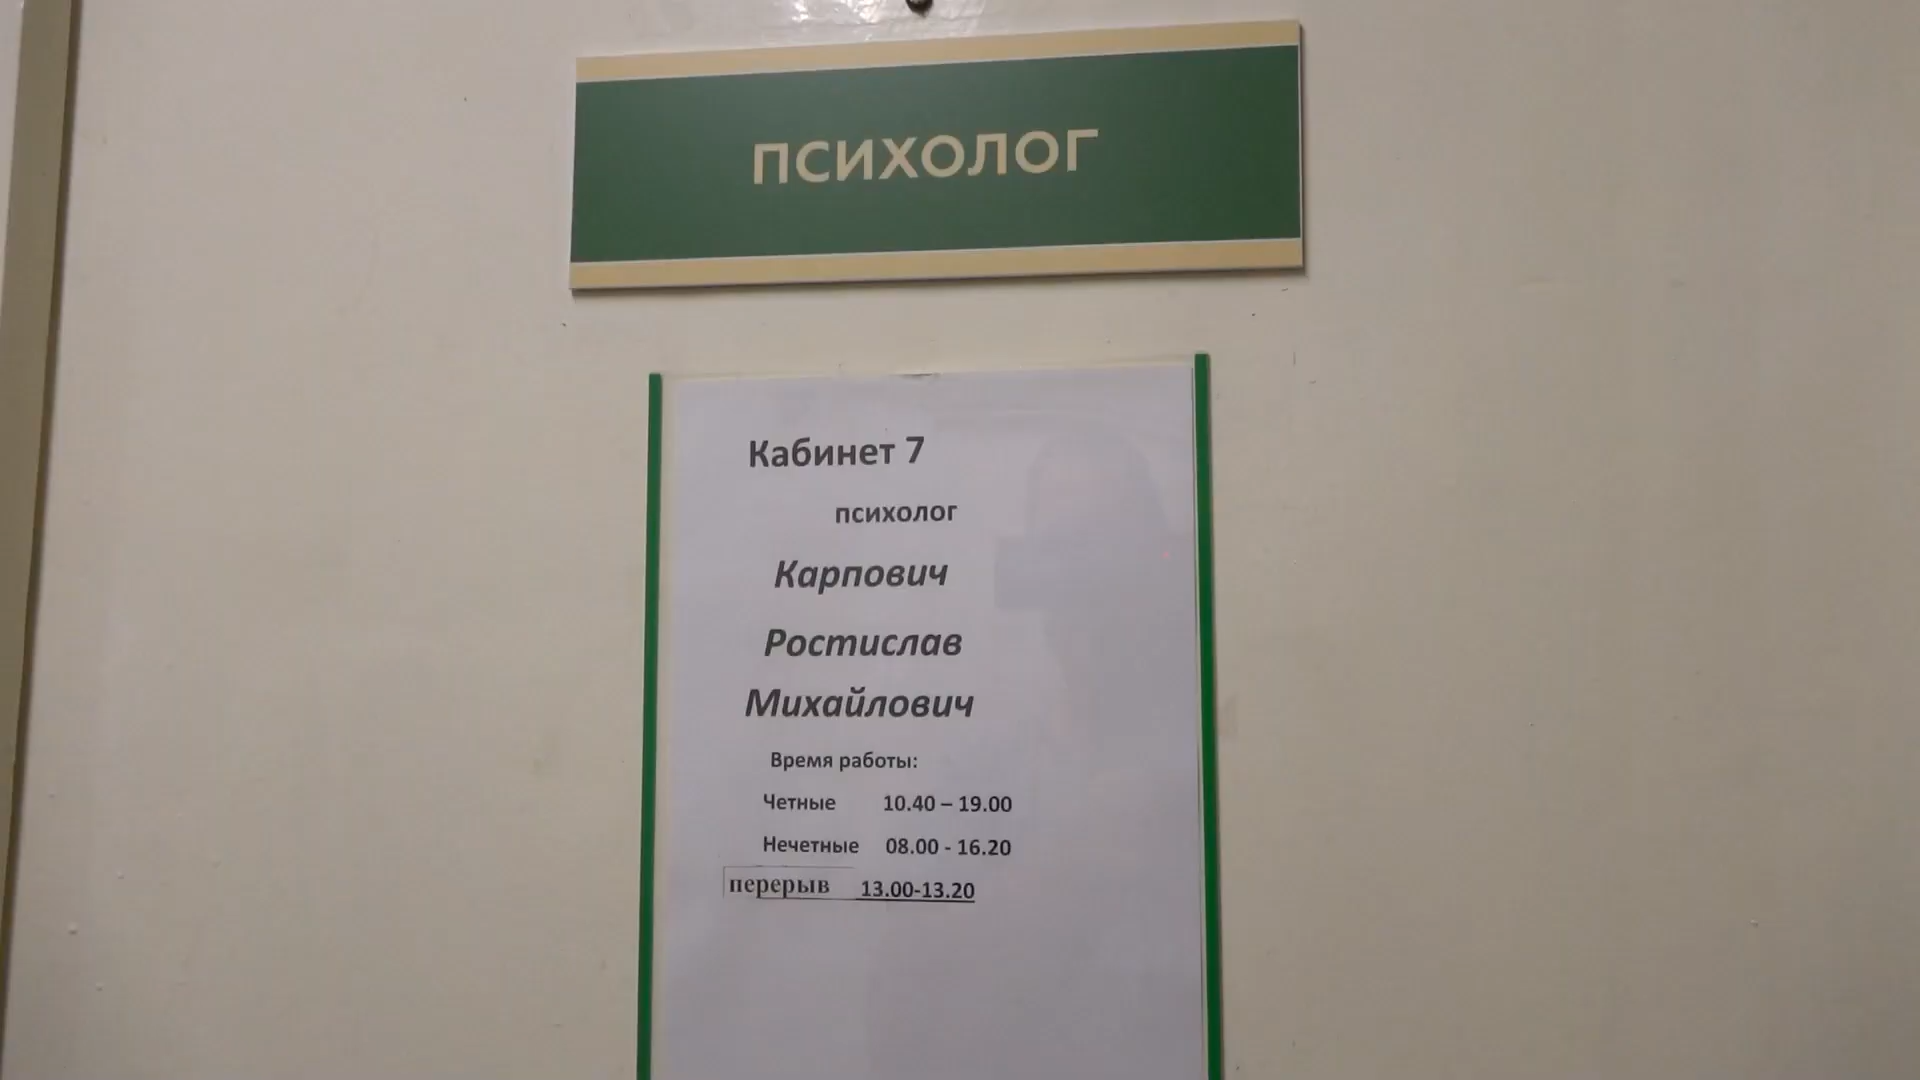 ПСИХОЛОГ
Кабинет 7
психолог
Карпович
Ростислав
Михайлович
Время работы:
Четные 10.40 – 19.00
Нечетные 08.00 - 16.20
перерыв 13.00-13.20